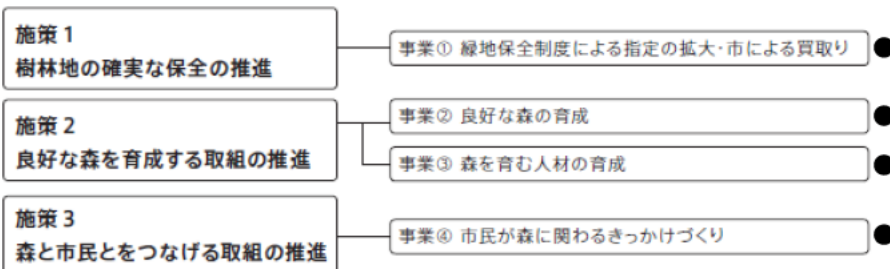 施策 1
樹林地の確実な保全の推進
事業① 緑地保全制度による指定の拡大・市による買取り
施策 2
良好な森を育成する取組の推進
事業② 良好な森の育成
事業③ 森を育む人材の育成
施策 3
森と市民とをつなげる取組の推進
事業④ 市民が森に関わるきっかけづくり